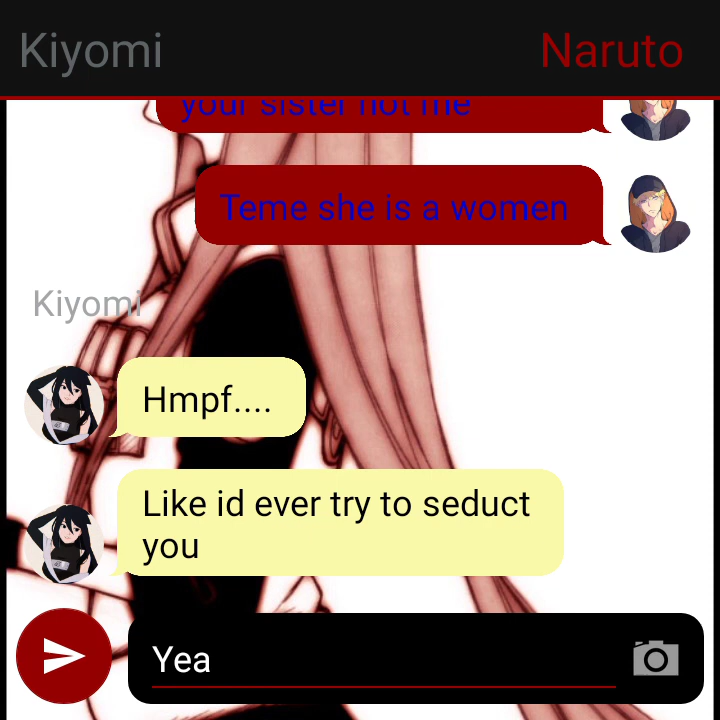 Kiyomi
Naruto
your sister not me
Teme she is a women
Kiyomi
Hmpf....
Like id ever try to seduct
you
Yea